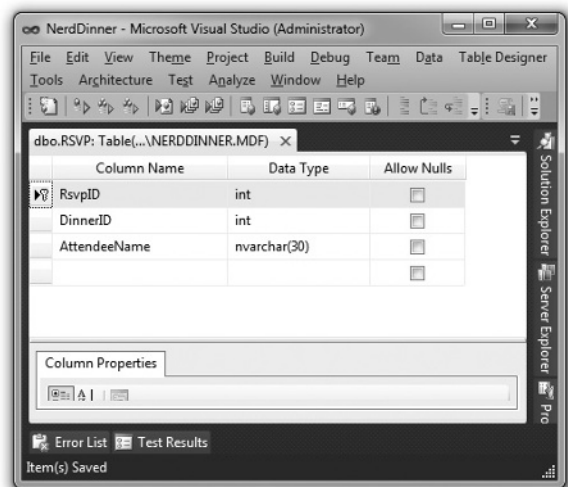 NerdDinner - Microsoft Visual Studio (Administrator)
File Edit View Theme Project Build Debug Team Data Table Designer
Tools Architecture Test Analyze Window Help
dbo.RSVP: Table(...\NERDDINNER.MDF)
Column Name Data Type Allow Nulls
RsvpID int
DinnerID int
AttendeeName nvarchar(30)
Column Properties
Solution Explorer
Server Explorer
Pro
Error List Test Results
Item(s) Saved